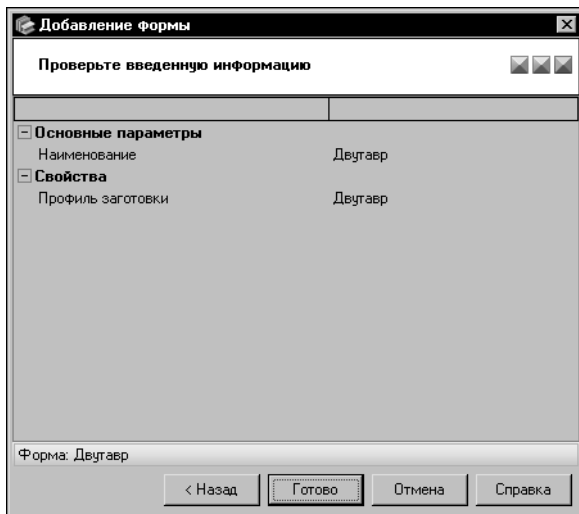 Добавление формы
Проверьте введенную информацию
Основные параметры
Наименование Двутавр
Свойства
Профиль заготовки Двутавр
Форма: Двутавр
< Назад Готово Отмена Справка